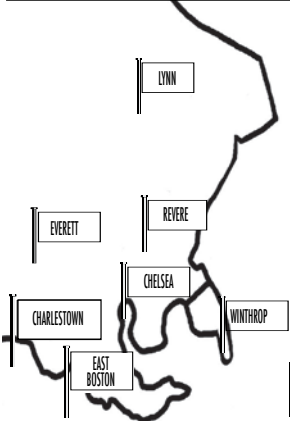 LYNN
REVERE
EVERETT
CHELSEA
CHARLESTOWN
WINTHROP
EAST
BOSTON